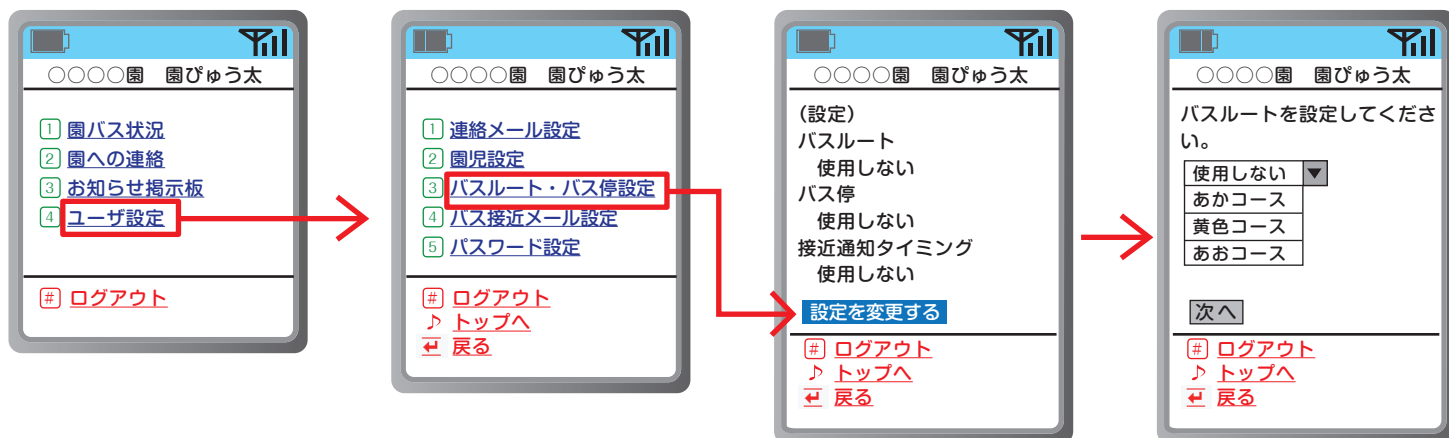 ○○○○園 園ぴゅう太
1 園バス状況
2 園への連絡
3 お知らせ掲示板
4 ユーザ設定
# ログアウト
○○○○園 園ぴゅう太
1 連絡メール設定
2 園児設定
3 バスルート・バス停設定
4 バス接近メール設定
5 パスワード設定
# ログアウト
♪ トップへ
戻る
○○○○園 園ぴゅう太
(設定)
バスルート
使用しない
バス停
使用しない
接近通知タイミング
使用しない
設定を変更する
# ログアウト
♪ トップへ
戻る
○○○○園 園ぴゅう太
バスルートを設定してくださ
い。
使用しない ▼
あかコース
黄色コース
あおコース
次へ
# ログアウト
♪ トップへ
戻る